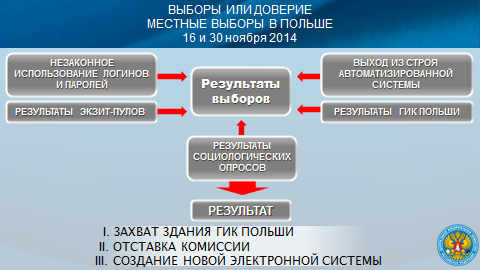 ВЫБОРЫ ИЛИ ДОВЕРИЕ
МЕСТНЫЕ ВЫБОРЫ В ПОЛЬШЕ
16 и 30 ноября 2014
НЕЗАКОННОЕ
ИСПОЛЬЗОВАНИЕ ЛОГИНОВ
И ПАРОЛЕЙ
РЕЗУЛЬТАТЫ ЭКЗИТ-ПУЛОВ
Результаты
выборов
ВЫХОД ИЗ СТРОЯ
АВТОМАТИЗИРОВАННОЙ
СИСТЕМЫ
РЕЗУЛЬТАТЫ ГИК ПОЛЬШИ
РЕЗУЛЬТАТЫ
СОЦИОЛОГИЧЕСКИХ
ОПРОСОВ
РЕЗУЛЬТАТ
I. ЗАХВАТ ЗДАНИЯ ГИК ПОЛЬШИ
II. ОТСТАВКА КОМИССИИ
III. СОЗДАНИЕ НОВОЙ ЭЛЕКТРОННОЙ СИСТЕМЫ